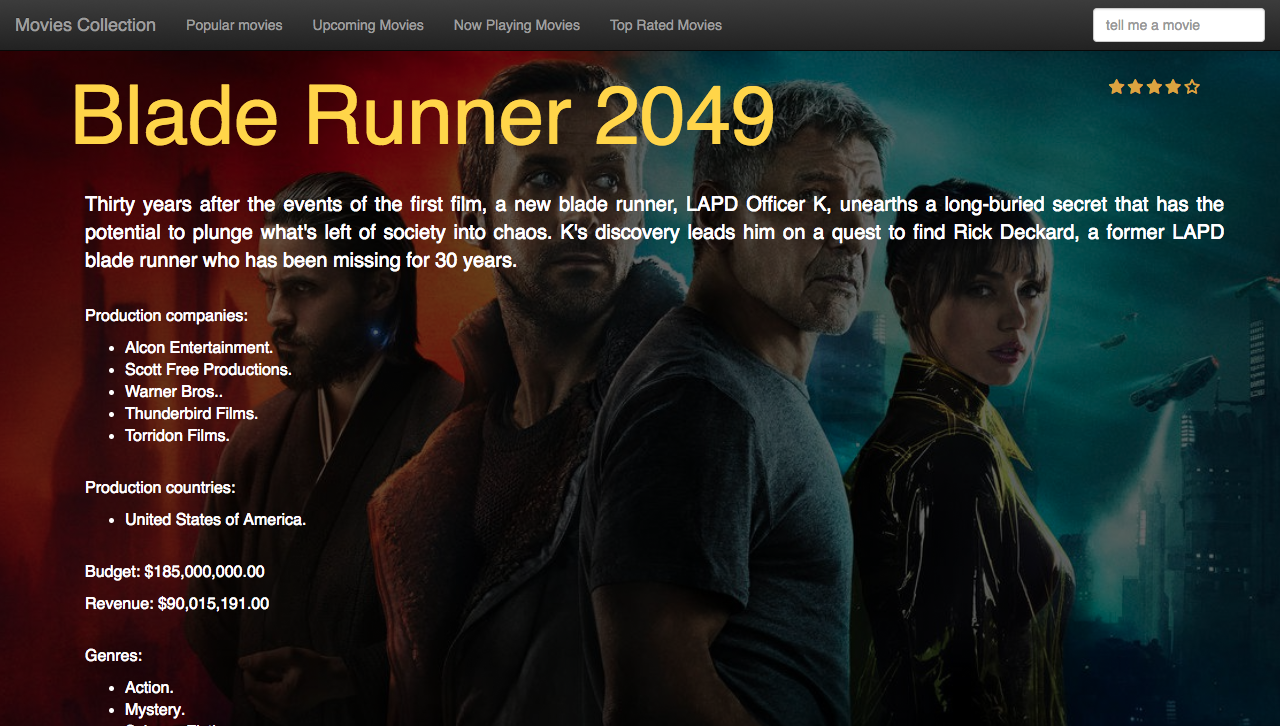 Movies Collection Popular movies Upcoming Movies Now Playing Movies Top Rated Movies tell me a movie
Blade Runner 2049
Thirty years after the events of the first film, a new blade runner, LAPD Officer K, unearths a long-buried secret that has the
potential to plunge what's left of society into chaos. K's discovery leads him on a quest to find Rick Deckard, a former LAPD
blade runner who has been missing for 30 years.
Production companies:
• Alcon Entertainment.
• Scott Free Productions.
• Warner Bros..
• Thunderbird Films.
• Torridon Films.
Production countries:
• United States of America.
Budget: $185,000,000.00
Revenue: $90,015,191.00
Genres:
• Action.
• Mystery.